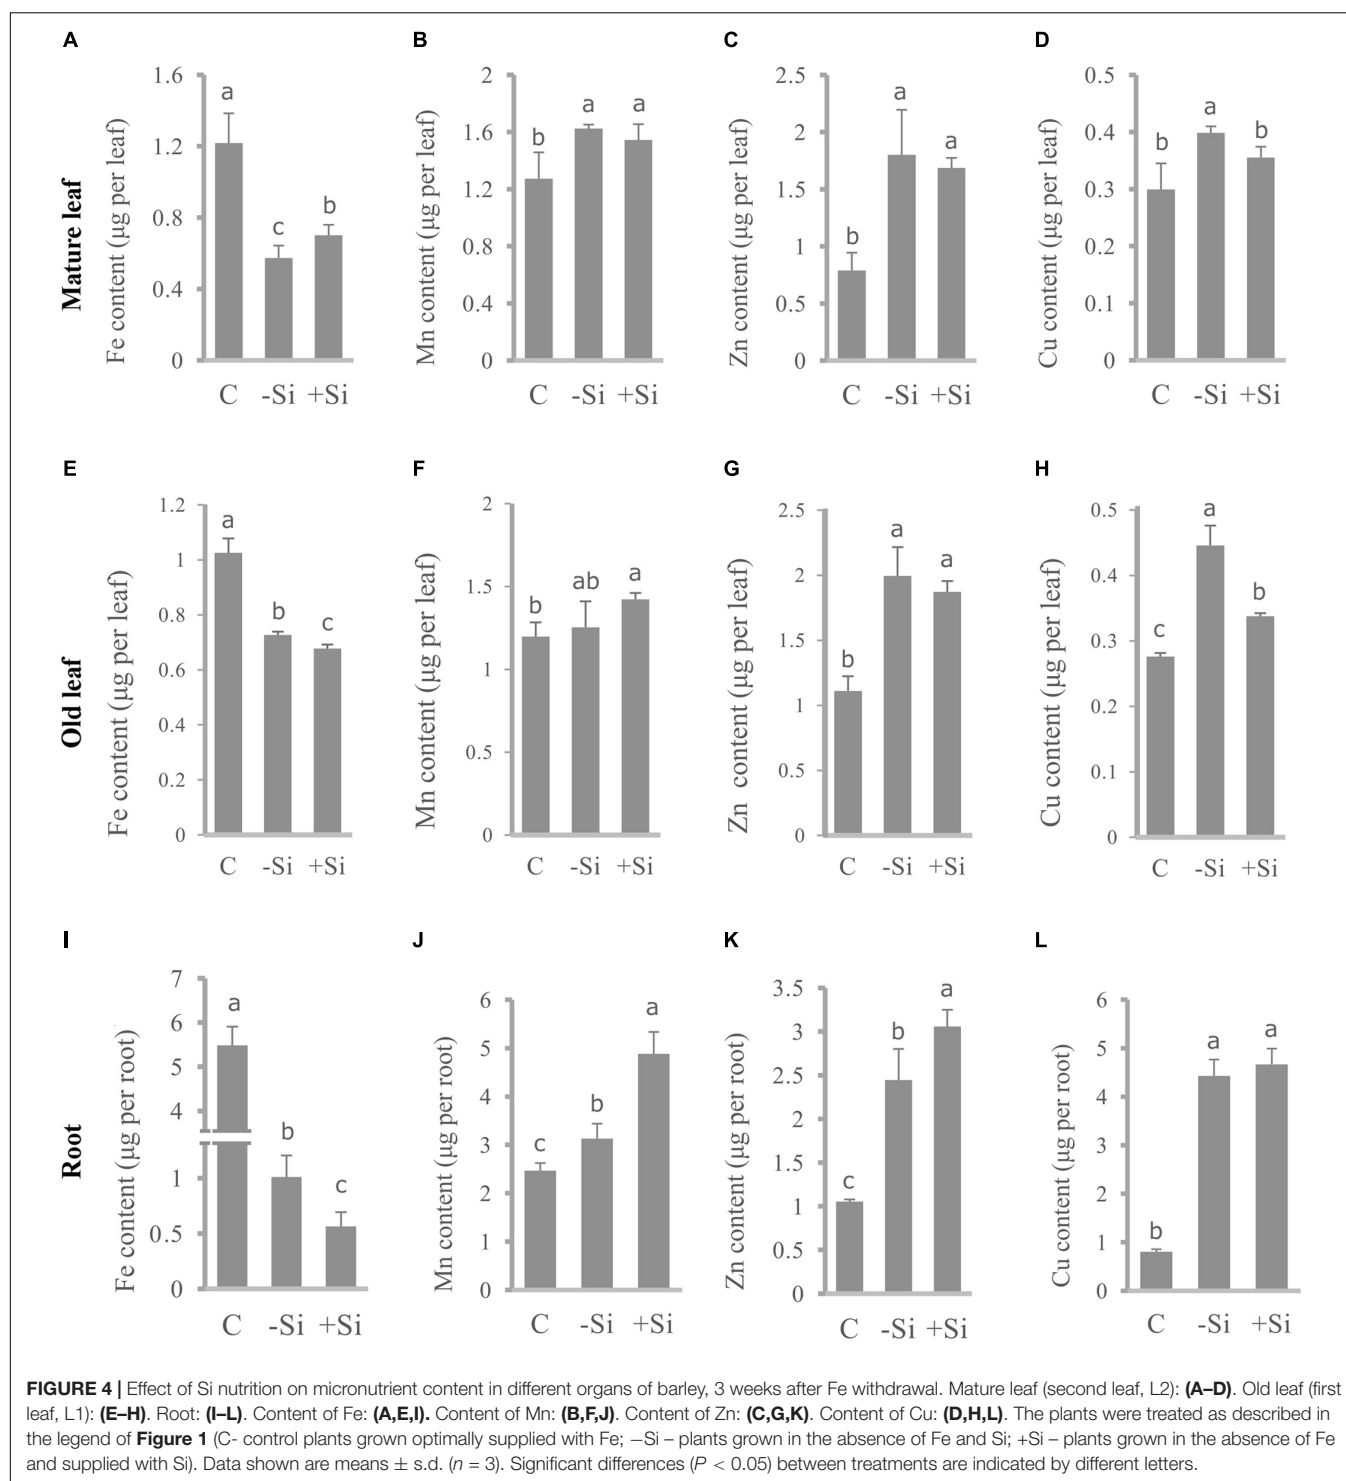 A
B
C
D
Mature leaf
Fe content (µg per leaf)
1.6
1.2
0.8
0.4
0
a
c
b
C -Si +Si
Mn content (µg per leaf)
2
1.6
1.2
0.8
0.4
0
b
a
a
C -Si +Si
Zn content (µg per leaf)
2.5
2
1.5
1
0.5
0
b
a
a
C -Si +Si
Cu content (µg per leaf)
0.5
0.4
0.3
0.2
0.1
0
b
a
b
C -Si +Si
E
F
G
H
Old leaf
Fe content (µg per leaf)
1.2
1
0.8
0.6
0.4
0.2
0
a
b
c
C -Si +Si
Mn content (µg per leaf)
2
1.5
1
0.5
0
b
ab
a
C -Si +Si
Zn content (µg per leaf)
2.5
2
1.5
1
0.5
0
b
a
a
C -Si +Si
Cu content (µg per leaf)
0.5
0.4
0.3
0.2
0.1
0
c
a
b
C -Si +Si
I
J
K
L
Root
Fe content (µg per root)
7
6
5
4
1
0.5
0
a
b
c
C -Si +Si
Mn content (µg per root)
6
5
4
3
2
1
0
c
b
a
C -Si +Si
Zn content (µg per root)
3.5
3
2.5
2
1.5
1
0.5
0
c
b
a
C -Si +Si
Cu content (µg per root)
6
5
4
3
2
1
0
b
a
a
C -Si +Si
FIGURE 4 | Effect of Si nutrition on micronutrient content in different organs of barley, 3 weeks after Fe withdrawal. Mature leaf (second leaf, L2): (A–D). Old leaf (first
leaf, L1): (E–H). Root: (I–L). Content of Fe: (A,E,I). Content of Mn: (B,F,J). Content of Zn: (C,G,K). Content of Cu: (D,H,L). The plants were treated as described in
the legend of Figure 1 (C- control plants grown optimally supplied with Fe; −Si – plants grown in the absence of Fe and Si; +Si – plants grown in the absence of Fe
and supplied with Si). Data shown are means ± s.d. (n = 3). Significant differences (P < 0.05) between treatments are indicated by different letters.